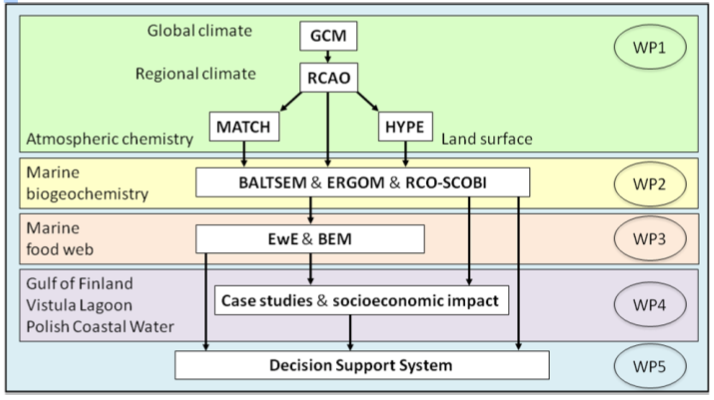 Global climate
GCM
WP1
Regional climate
RCAO
MATCH
HYPE
Atmospheric chemistry
Land surface
Marine
biogeochemistry
BALTSEM & ERGOM & RCO-SCOBI
WP2
Marine
food web
EwE & BEM
WP3
Gulf of Finland
Vistula Lagoon
Polish Coastal Water
Case studies & socioeconomic impact
WP4
Decision Support System
WP5